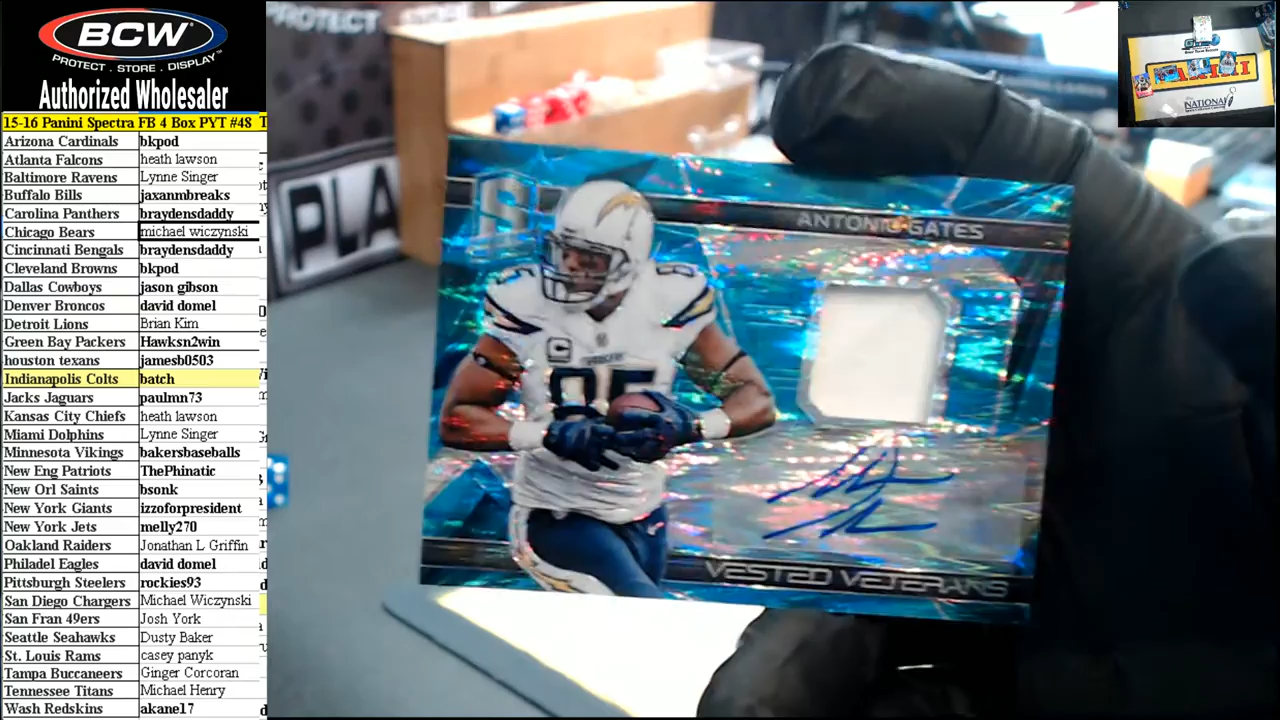 BCW
PROTECT . STORE . DISPLAY
Authorized Wholesaler
15-16 Panini Spectra FB 4 Box PYT #48
Arizona Cardinals bkpod
Atlanta Falcons heath lawson
Baltimore Ravens Lynne Singer
Buffalo Bills jaxanmbreaks
Carolina Panthers braydensdaddy
Chicago Bears michael wiczynski
Cincinnati Bengals braydensdaddy
Cleveland Browns bkpod
Dallas Cowboys jason gibson
Denver Broncos david domel
Detroit Lions Brian Kim
Green Bay Packers Hawksn2win
houston texans jamesb0503
Indianapolis Colts batch
Jacks Jaguars paulmn73
Kansas City Chiefs heath lawson
Miami Dolphins Lynne Singer
Minnesota Vikings bakersbaseballs
New Eng Patriots ThePhinatic
New Orl Saints bsonk
New York Giants izzoforpresident
New York Jets melly270
Oakland Raiders Jonathan L Griffin
Philadel Eagles david domel
Pittsburgh Steelers rockies93
San Diego Chargers Michael Wiczynski
San Fran 49ers Josh York
Seattle Seahawks Dusty Baker
St. Louis Rams casey panyk
Tampa Buccaneers Ginger Corcoran
Tennessee Titans Michael Henry
Wash Redskins akane17
PROTECT
PLA
S
ANTONIO GATES
85
C
85
VESTED VETERANS
PANINI
NATIONAL